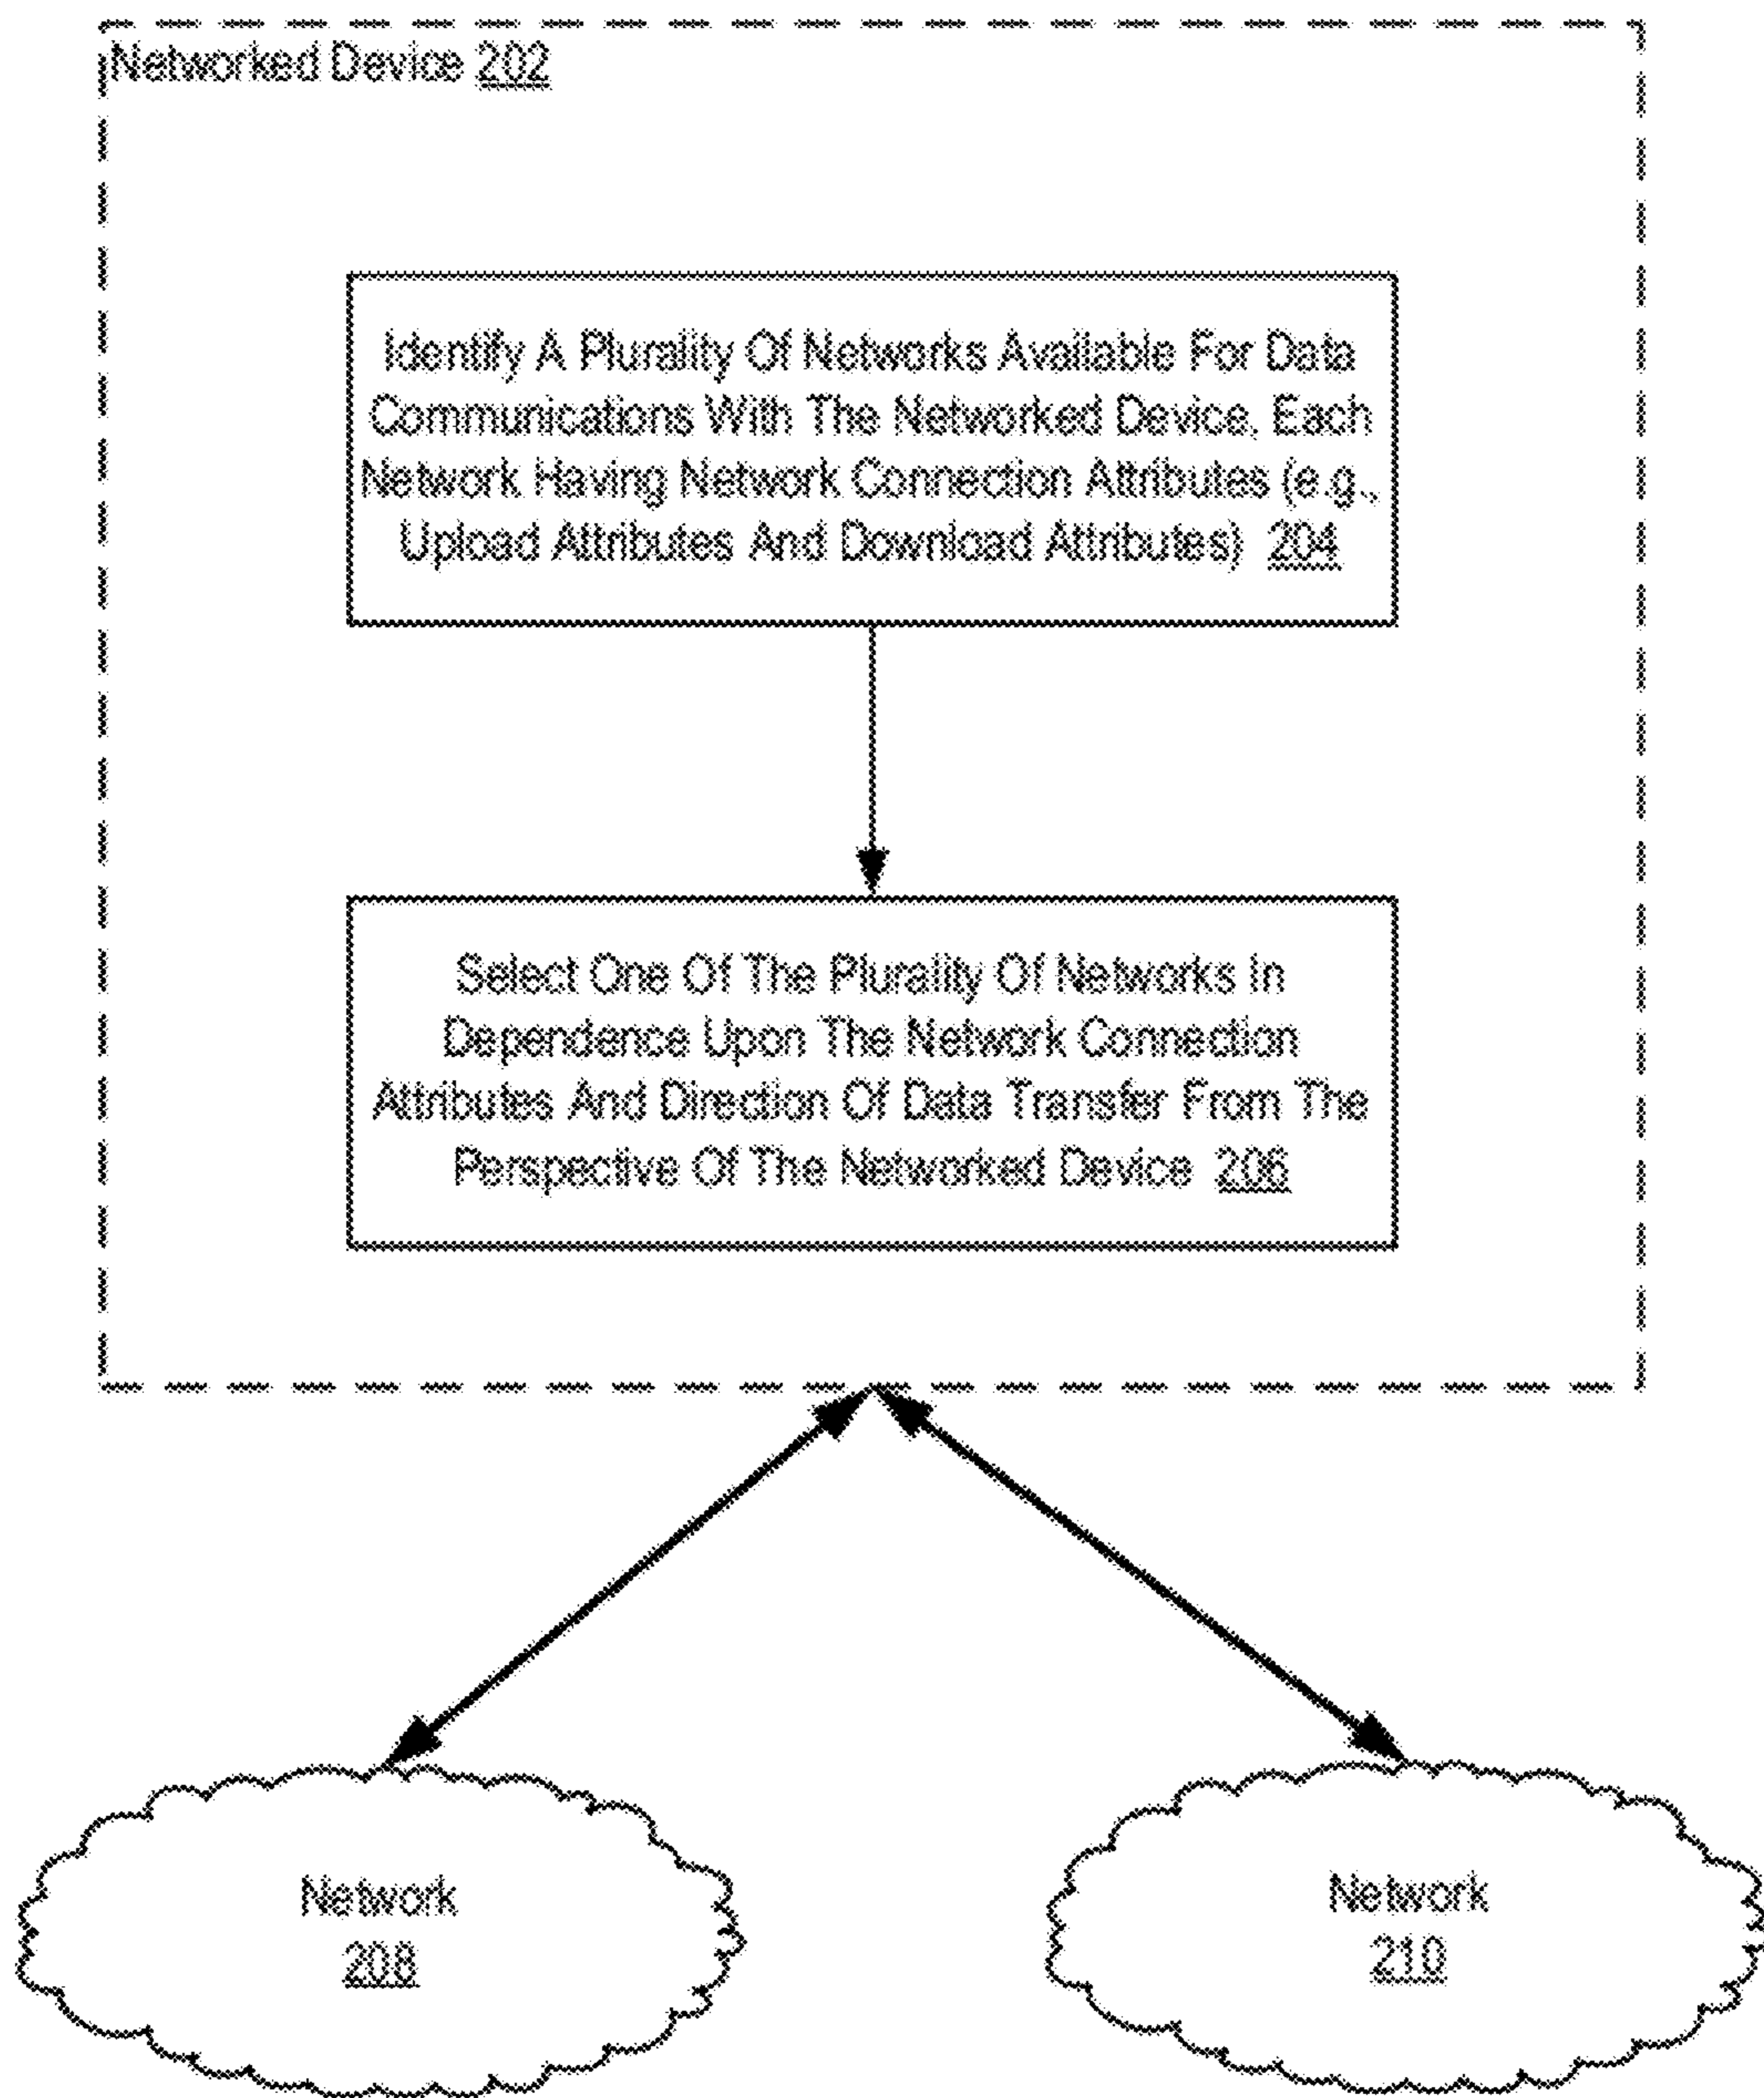 Networked Device 202
Identify A Plurality Of Networks Available For Data
Communications With The Networked Device, Each
Network Having Network Connection Attributes (e.g.,
Upload Attributes And Download Attributes) 204
Select One Of The Plurality Of Networks In
Dependence Upon The Network Connection
Attributes And Direction Of Data Transfer From The
Perspective Of The Networked Device 206
Network
208
Network
210